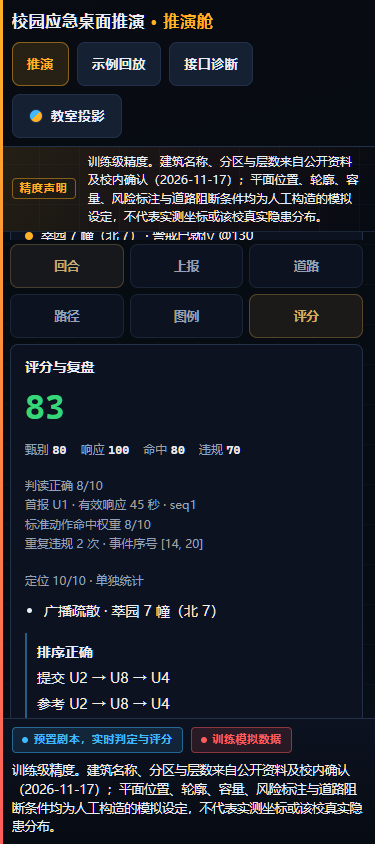 校园应急桌面推演 • 推演舱
推演
示例回放
接口诊断
教室投影
精度声明
训练级精度。建筑名称、分区与层数来自公开资料
及校内确认（2026-11-17）；平面位置、轮廓、容
量、风险标注与道路阻断条件均为人工构造的模拟
设定，不代表实测坐标或该校真实隐患分布。
萃园 7 幢（北 7）· 警戒已就位 @130
回合
上报
道路
路径
图例
评分
评分与复盘
83
甄别 80 响应 100 命中 80 违规 70
判读正确 8/10
首报 U1 · 有效响应 45 秒 · seq1
标准动作命中权重 8/10
重复违规 2 次 · 事件序号 [14, 20]
定位 10/10 · 单独统计
• 广播疏散 · 萃园 7 幢（北 7）
排序正确
提交 U2 → U8 → U4
参考 U2 → U8 → U4
预置剧本，实时判定与评分
训练模拟数据
训练级精度。建筑名称、分区与层数来自公开资料及校内确认
（2026-11-17）；平面位置、轮廓、容量、风险标注与道路阻
断条件均为人工构造的模拟设定，不代表实测坐标或该校真实隐
患分布。